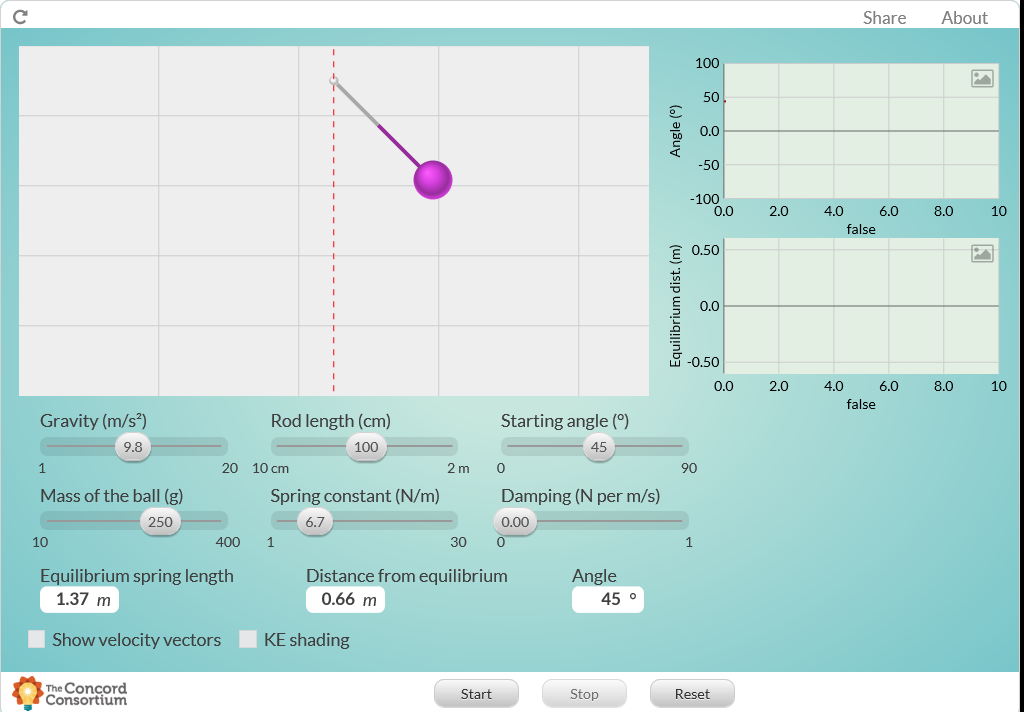 Share About
100
50
0.0
-50
-100
Angle (º)
0.0 2.0 4.0 6.0 8.0 10
false
0.50
0.0
-0.50
Equilibrium dist. (m)
0.0 2.0 4.0 6.0 8.0 10
false
Gravity (m/s²) Rod length (cm) Starting angle (º)
9.8 100 45
1 20 10 cm 2 m 0 90
Mass of the ball (g) Spring constant (N/m) Damping (N per m/s)
250 6.7 0.00
10 400 1 30 0 1
Equilibrium spring length Distance from equilibrium Angle
1.37 m 0.66 m 45 º
Show velocity vectors KE shading
The Concord
Consortium
Start Stop Reset